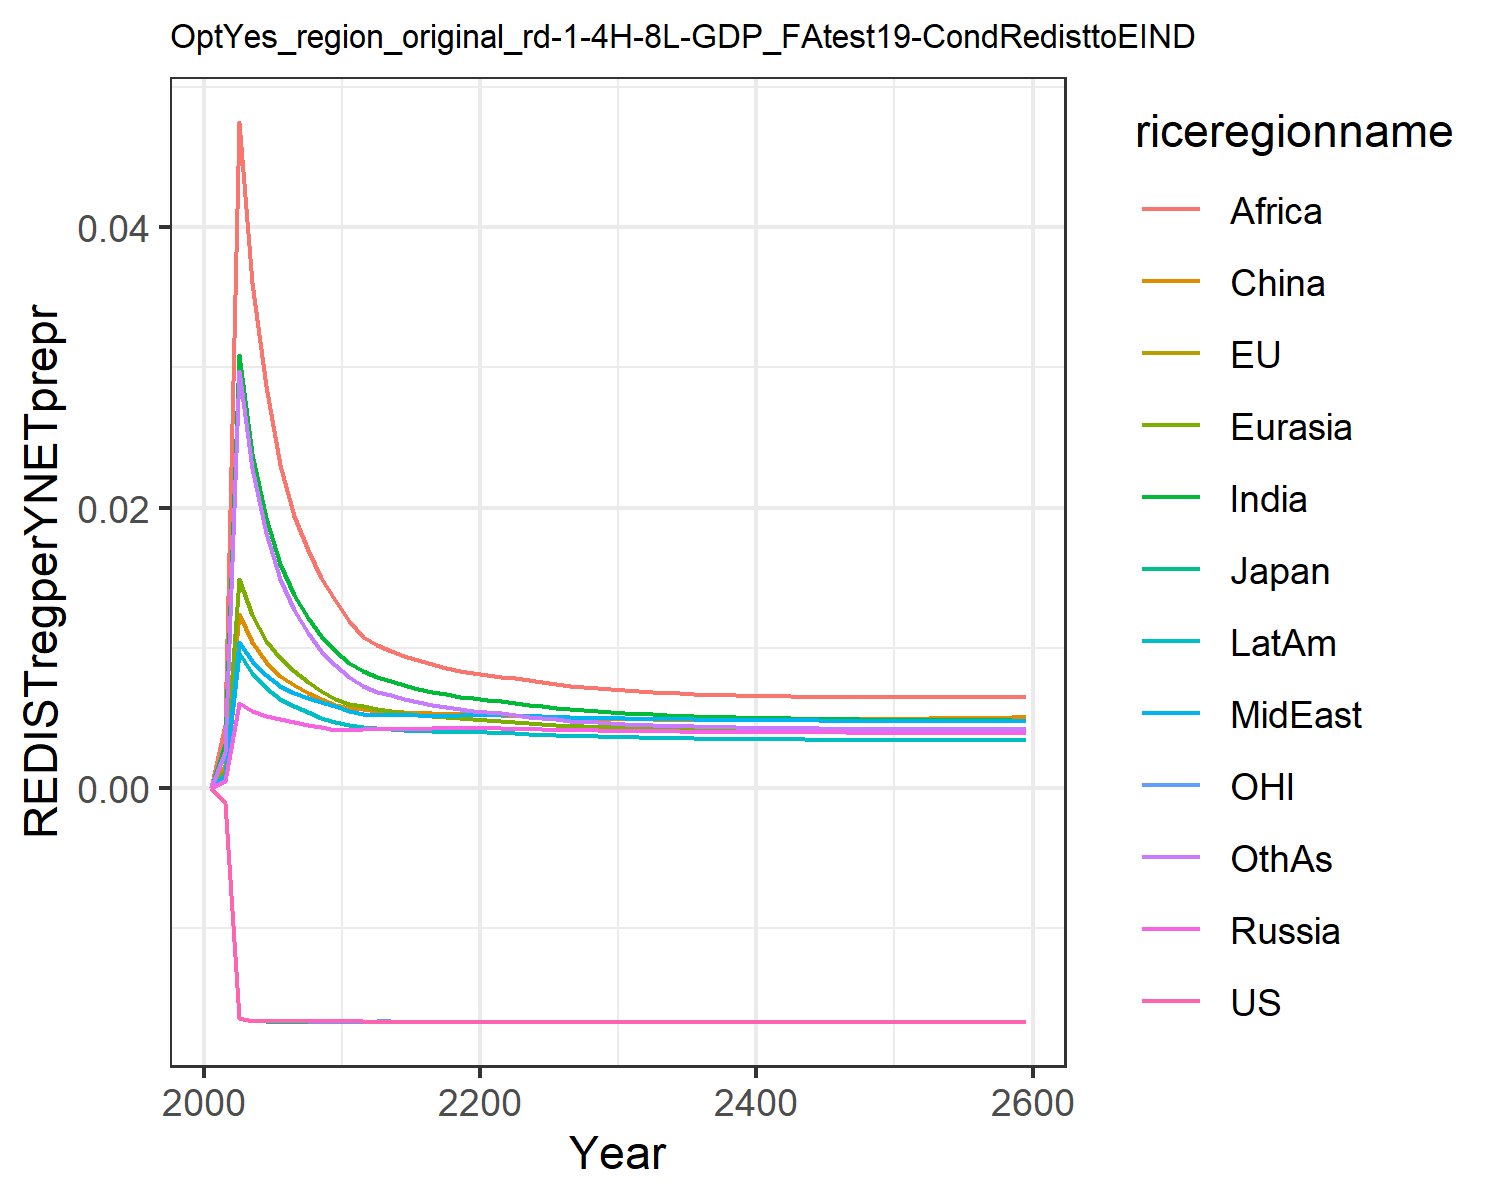 OptYes_region_original_rd-1-4H-8L-GDP_FAtest19-CondRedisttoEIND
REDISTregperYNETprepr
0.04
0.02
0.00
2000
2200
2400
2600
Year
riceregionname
Africa
China
EU
Eurasia
India
Japan
LatAm
MidEast
OHI
OthAs
Russia
US